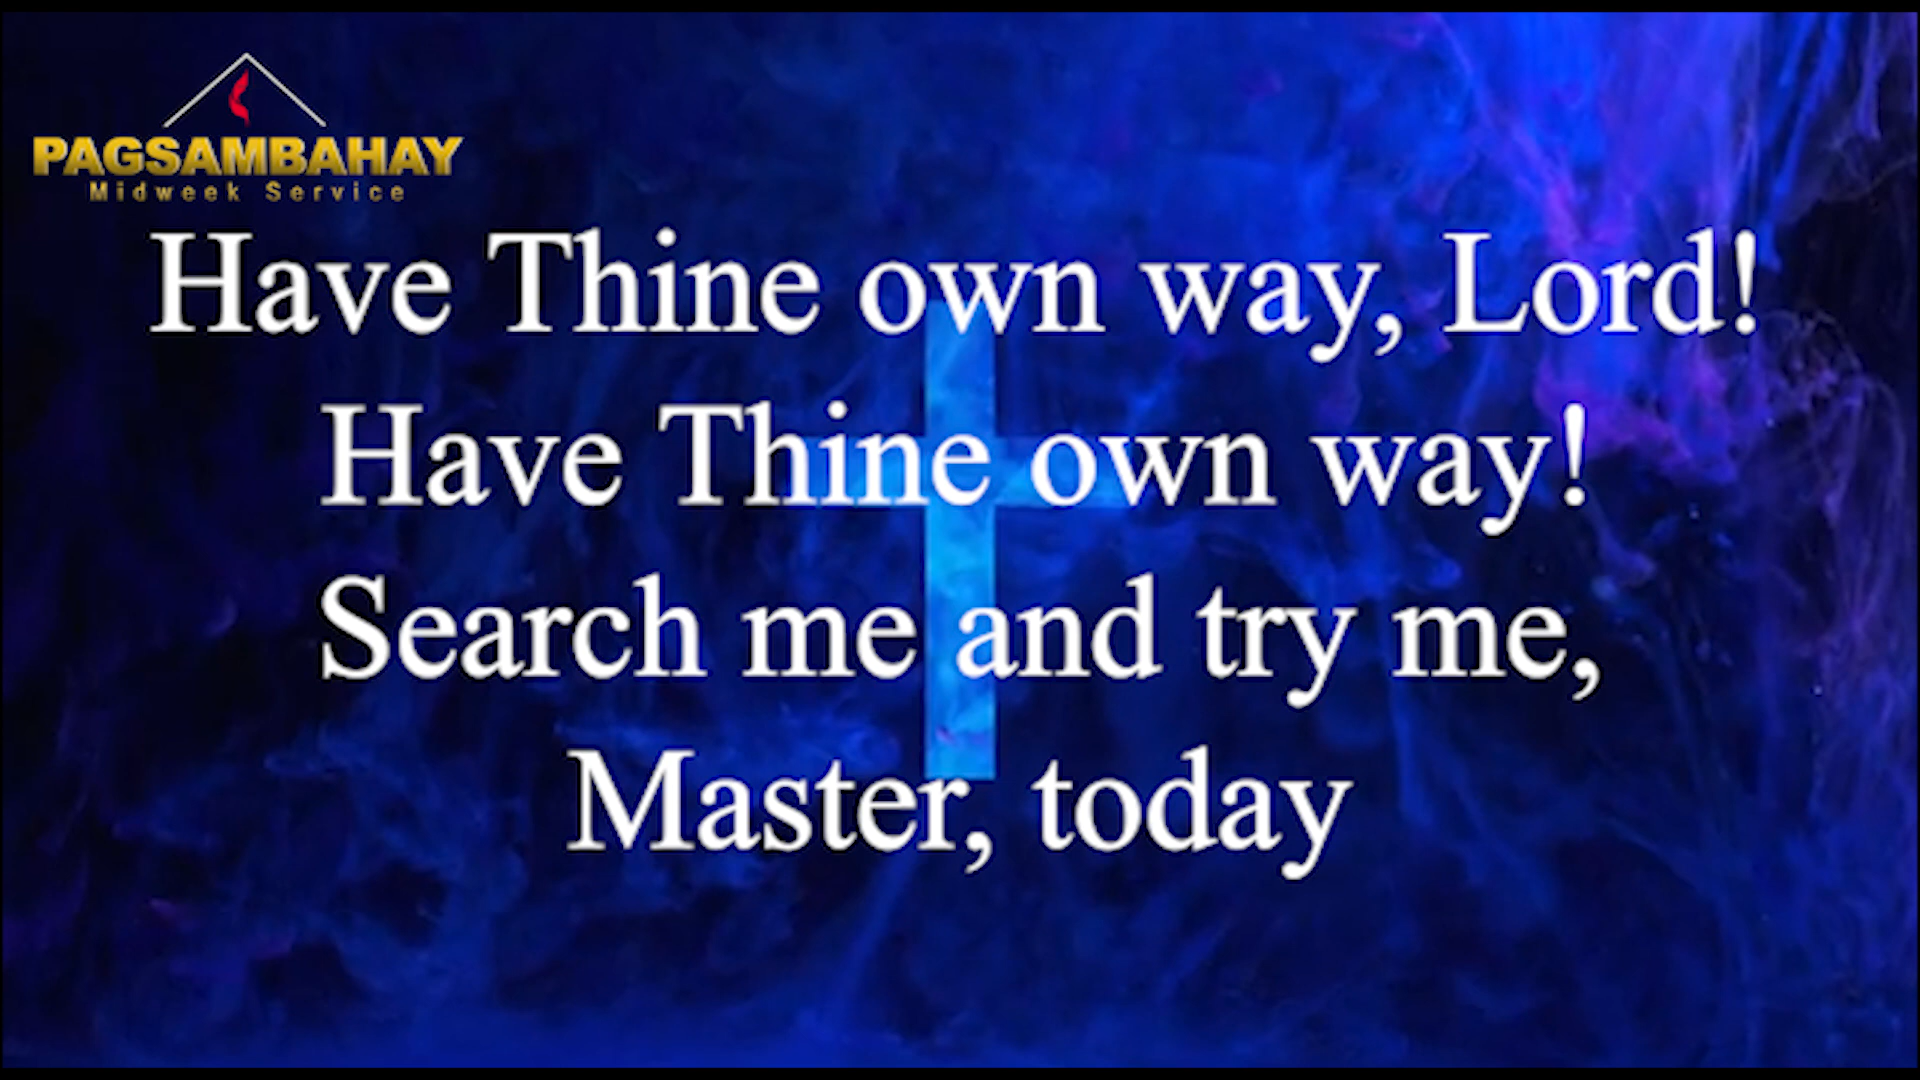 PAGSAMBAHAY
Midweek Service
Have Thine own way, Lord!
Have Thine own way!
Search me and try me,
Master, today